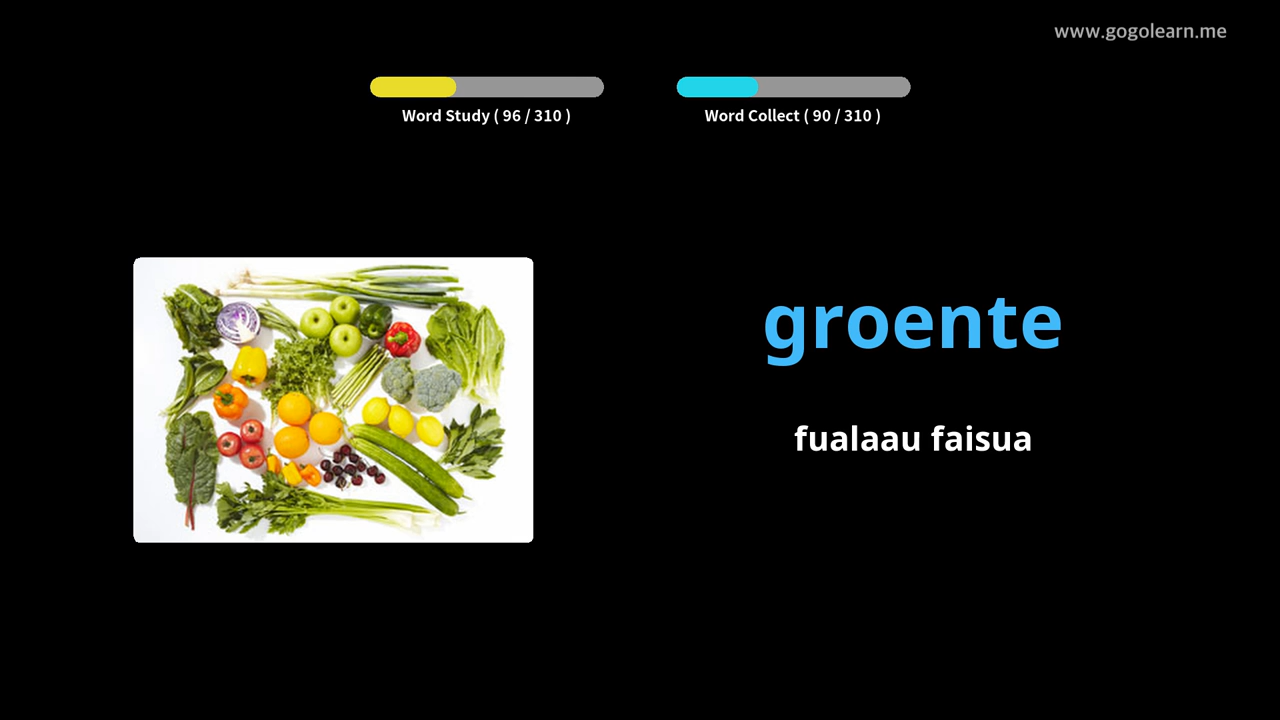 www.gogolearn.me
Word Study ( 96 / 310 )
Word Collect ( 90 / 310 )
groente
fualaau faisua